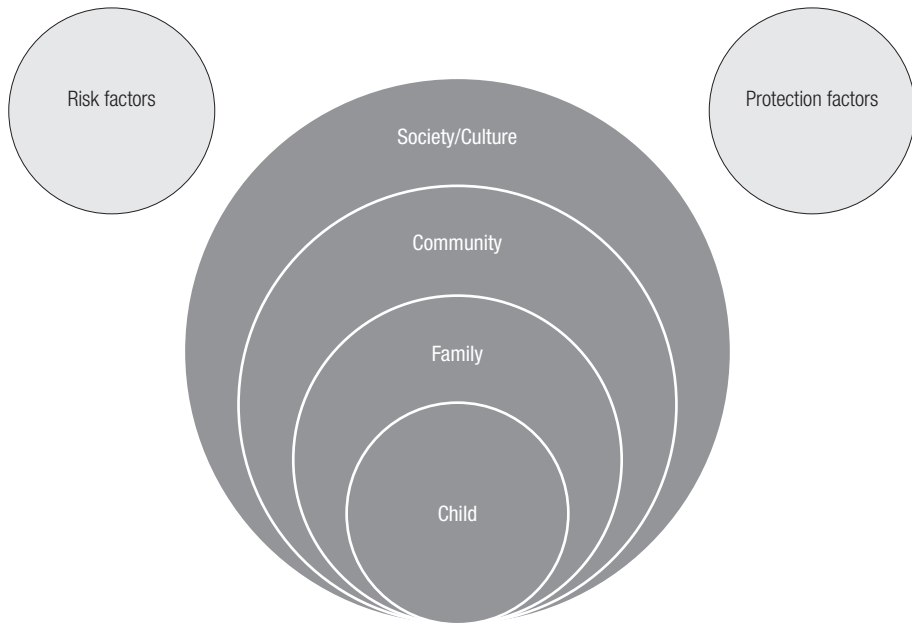 Risk factors
Protection factors
Society/Culture
Community
Family
Child